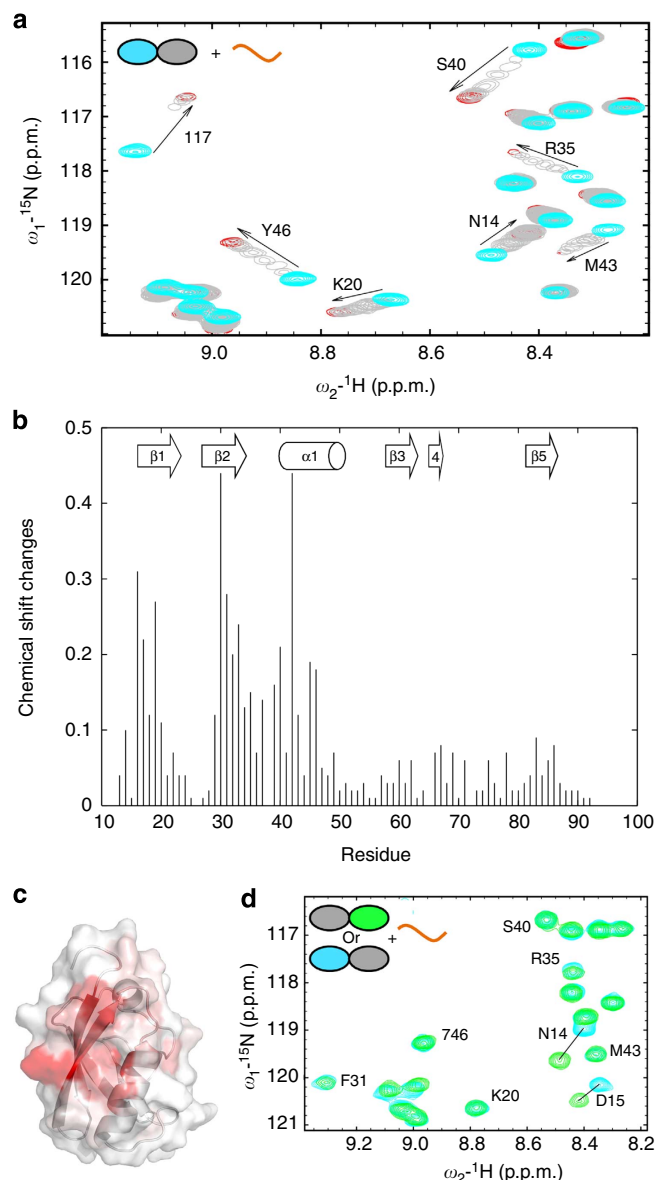 a
+
S40
117
R35
Y46
N14
K20
M43
116
117
118
119
120
ω1-15N (p.p.m.)
9.0
8.8
8.6
8.4
ω2-1H (p.p.m.)
b
β1
β2
α1
β3
4
β5
0.5
0.4
0.3
0.2
0.1
0
Chemical shift changes
10 20 30 40 50 60 70 80 90 100
Residue
c
d
Or
+
S40
R35
746
N14
M43
F31
K20
D15
117
118
119
120
121
ω1-15N (p.p.m.)
9.2
9.0
8.8
8.6
8.4
8.2
ω2-1H (p.p.m.)